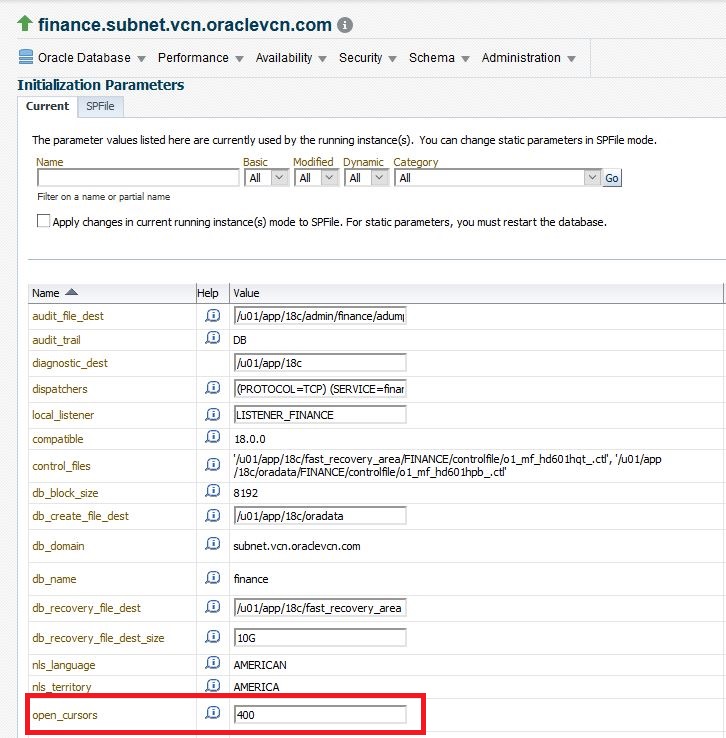 finance.subnet.vcn.oraclevcn.com
Oracle Database Performance Availability Security Schema Administration
Initialization Parameters
Current SPFile
The parameter values listed here are currently used by the running instance(s). You can change static parameters in SPFile mode.
Name Basic Modified Dynamic Category
All All All All Go
Filter on a name or partial name
Apply changes in current running instance(s) mode to SPFile. For static parameters, you must restart the database.
Name Help Value
audit_file_dest /u01/app/18c/admin/finance/adump
audit_trail DB
diagnostic_dest /u01/app/18c
dispatchers (PROTOCOL=TCP) (SERVICE=finan
local_listener LISTENER_FINANCE
compatible 18.0.0
control_files '/u01/app/18c/fast_recovery_area/FINANCE/controlfile/o1_mf_hd601hqt_.ctl', '/u01/app
/18c/oradata/FINANCE/controlfile/o1_mf_hd601hpb_.ctl'
db_block_size 8192
db_create_file_dest /u01/app/18c/oradata
db_domain subnet.vcn.oraclevcn.com
db_name finance
db_recovery_file_dest /u01/app/18c/fast_recovery_area
db_recovery_file_dest_size 10G
nls_language AMERICAN
nls_territory AMERICA
open_cursors 400